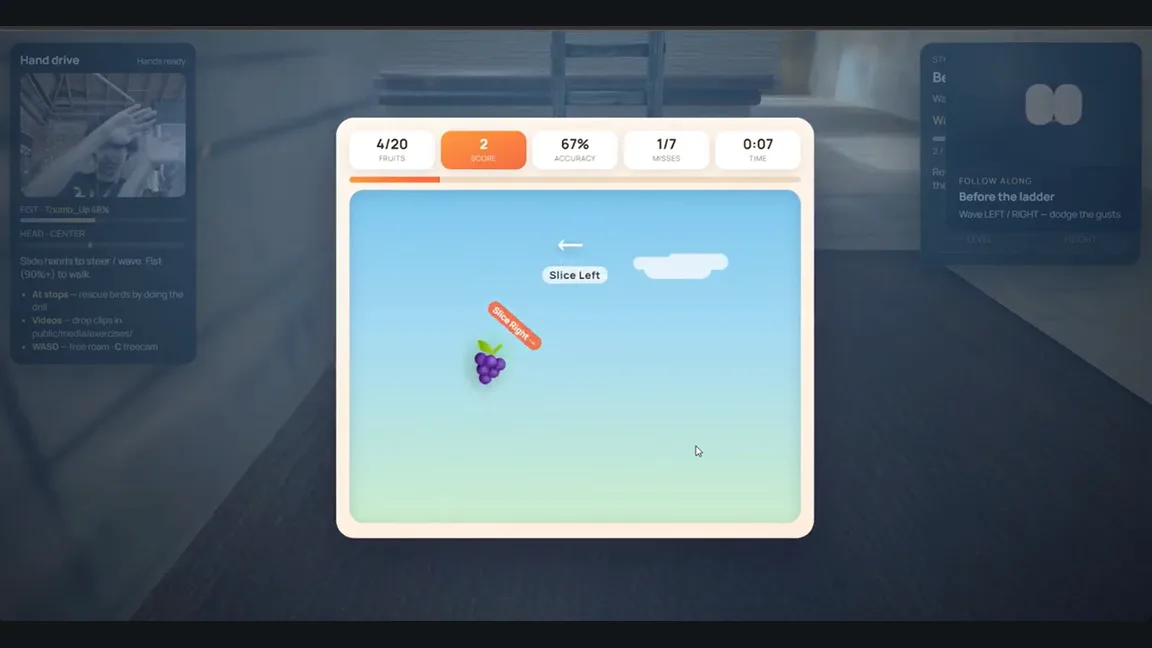 Hand drive
Hands ready
FIST · Thumb_Up 68%
HEAD · CENTER
Slide hands to steer / wave. Fist
(90%+) to walk.
• At stops — rescue birds by doing the
drill
• Videos — drop clips in
public/media/exercises/
• WASD — free roam · C freecam
4/20
FRUITS
2
SCORE
67%
ACCURACY
1/7
MISSES
0:07
TIME
←
Slice Left
Slice Right →
FOLLOW ALONG
Before the ladder
Wave LEFT / RIGHT — dodge the gusts
LEVEL
HEIGHT